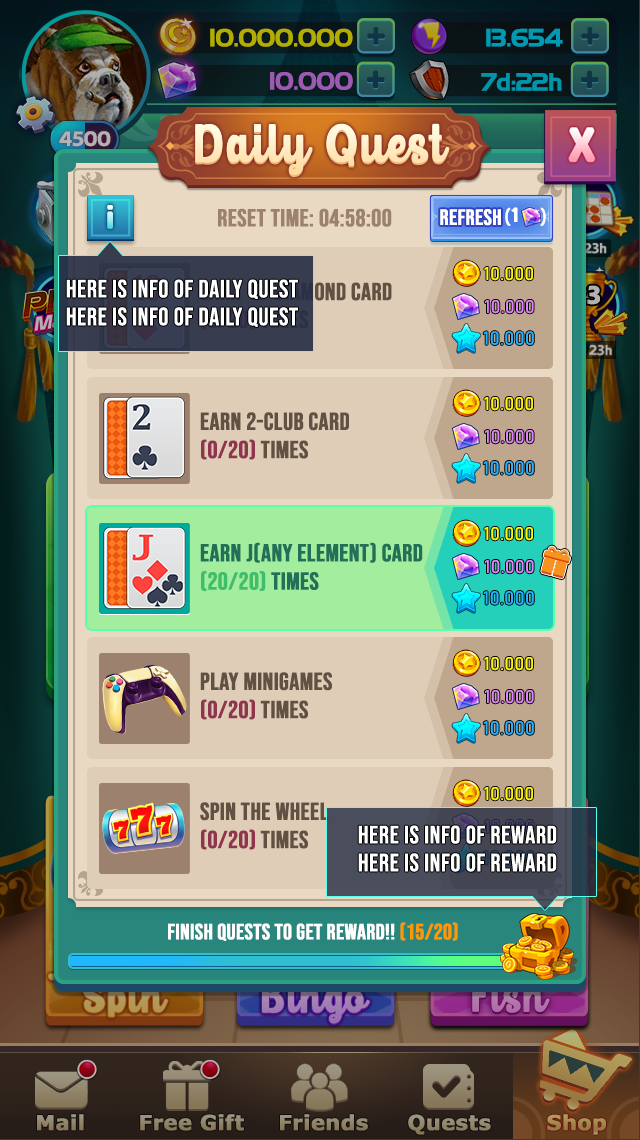 10.000.000
13.654
10.000
7d:22h
4500
Daily Quest
X
i
RESET TIME: 04:58:00
REFRESH (1 )
23h
HERE IS INFO OF DAILY QUEST
HERE IS INFO OF DAILY QUEST
OND CARD
10.000
10.000
10.000
3
23h
2
EARN 2-CLUB CARD
(0/20) TIMES
10.000
10.000
10.000
J
EARN J(ANY ELEMENT) CARD
(20/20) TIMES
10.000
10.000
10.000
PLAY MINIGAMES
(0/20) TIMES
10.000
10.000
10.000
777
SPIN THE WHEEL
(0/20) TIMES
10.000
HERE IS INFO OF REWARD
HERE IS INFO OF REWARD
FINISH QUESTS TO GET REWARD!! (15/20)
Spin
Bingo
Fish
Mail
Free Gift
Friends
Quests
Shop